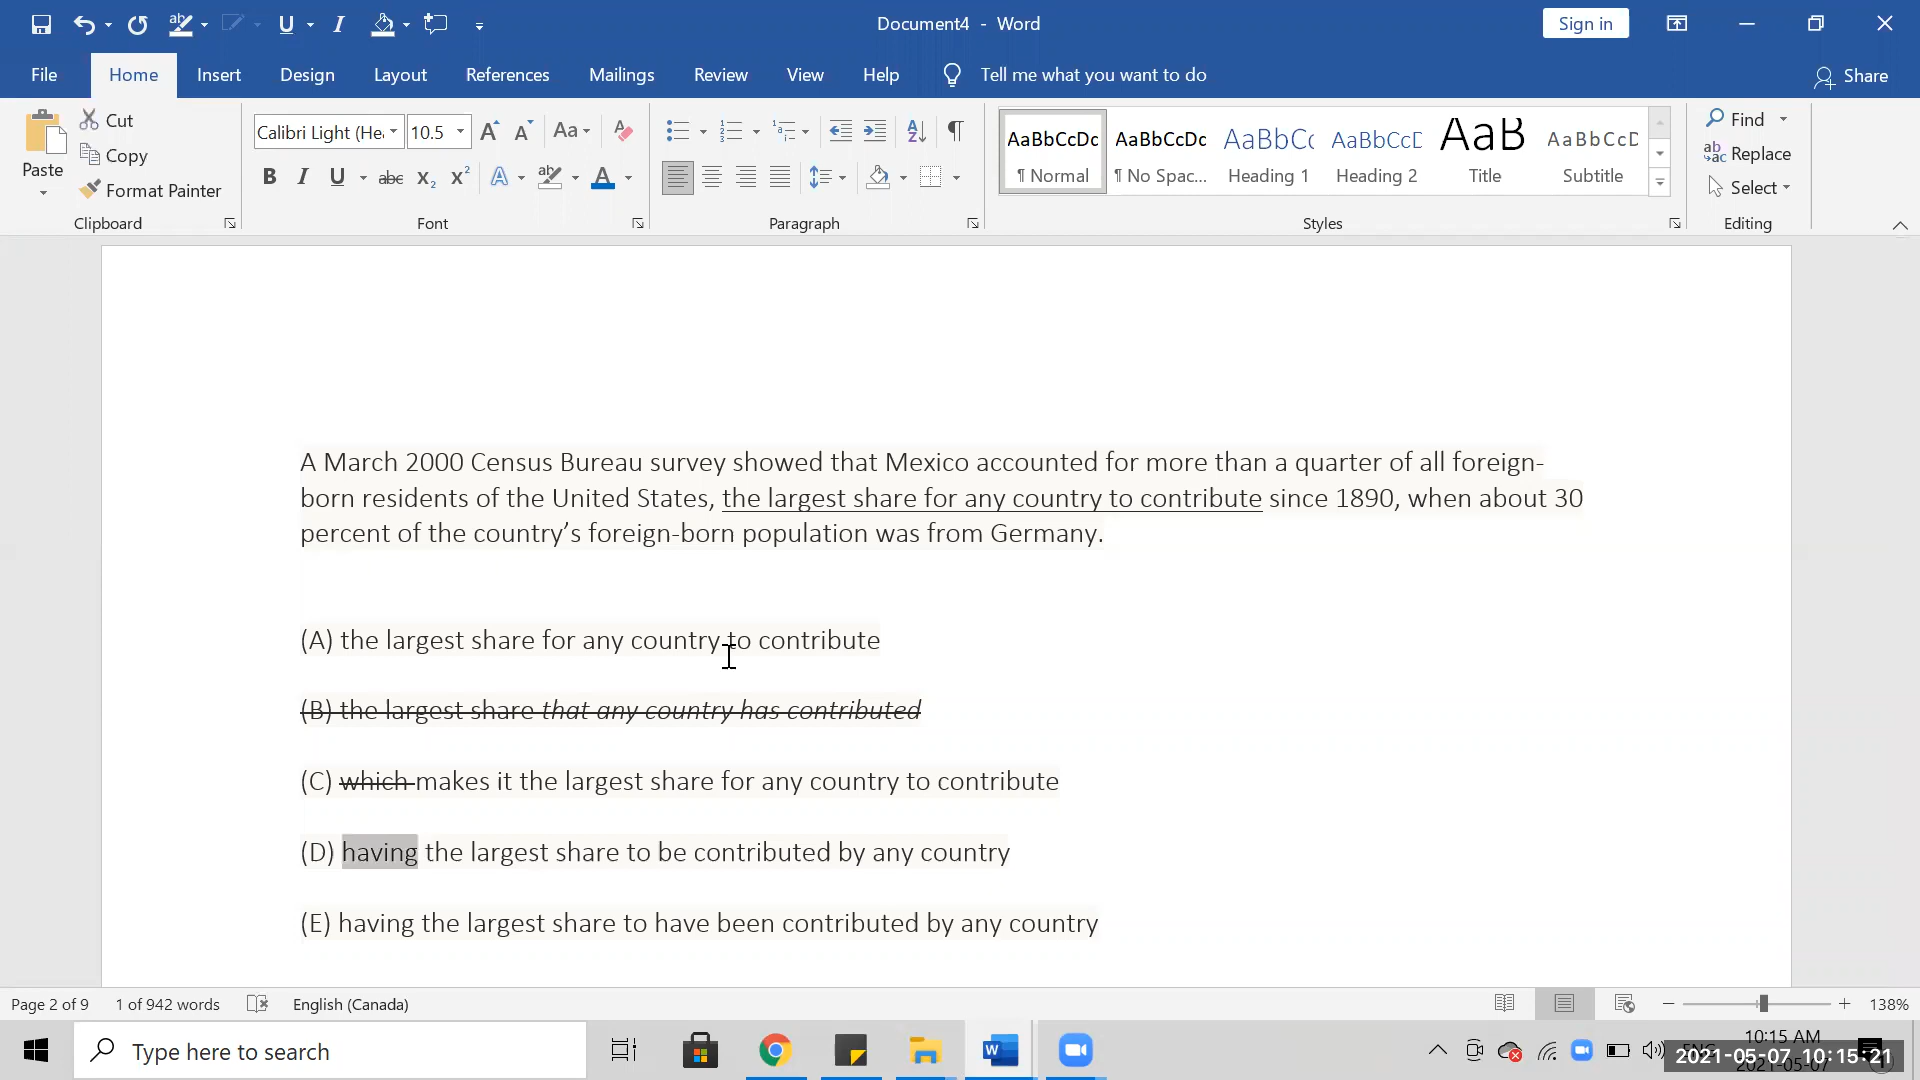 Document4 - Word
Sign in
File Home Insert Design Layout References Mailings Review View Help Tell me what you want to do Share
Paste
Cut
Copy
Format Painter
Clipboard
Calibri Light (He 10.5
Font
Paragraph
AaBbCcDc AaBbCcDc AaBbC AaBbCcD AaB AaBbCcD
¶ Normal ¶ No Spac... Heading 1 Heading 2 Title Subtitle
Styles
Find
Replace
Select
Editing
A March 2000 Census Bureau survey showed that Mexico accounted for more than a quarter of all foreign-
born residents of the United States, the largest share for any country to contribute since 1890, when about 30
percent of the country’s foreign-born population was from Germany.
(A) the largest share for any country to contribute
(B) the largest share that any country has contributed
(C) which makes it the largest share for any country to contribute
(D) having the largest share to be contributed by any country
(E) having the largest share to have been contributed by any country
Page 2 of 9 1 of 942 words English (Canada) 138%
Type here to search
10:15 AM
2021-05-07 10:15:21